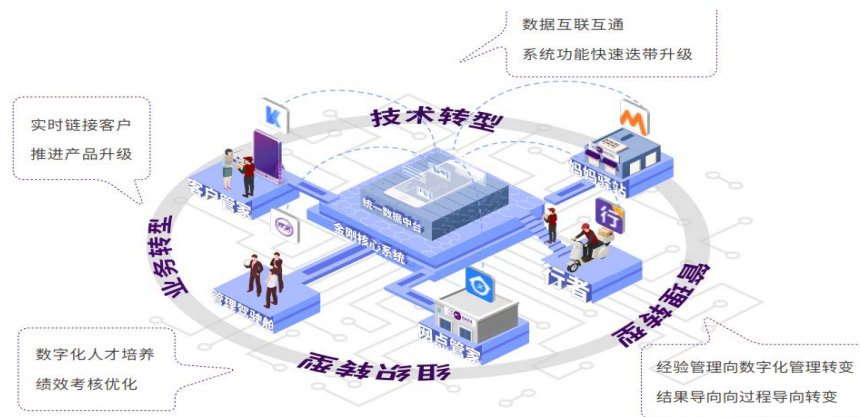 数据互联互通
系统功能快速迭带升级
技术转型
实时链接客户
推进产品升级
K
M
妈妈驿站
客户管家
统一数据中台
金刚核心系统
行
行者
业务转型
管理驾驶舱
网点管家
管理转型
组织转型
数字化人才培养
绩效考核优化
经验管理向数字化管理转变
结果导向向过程导向转变